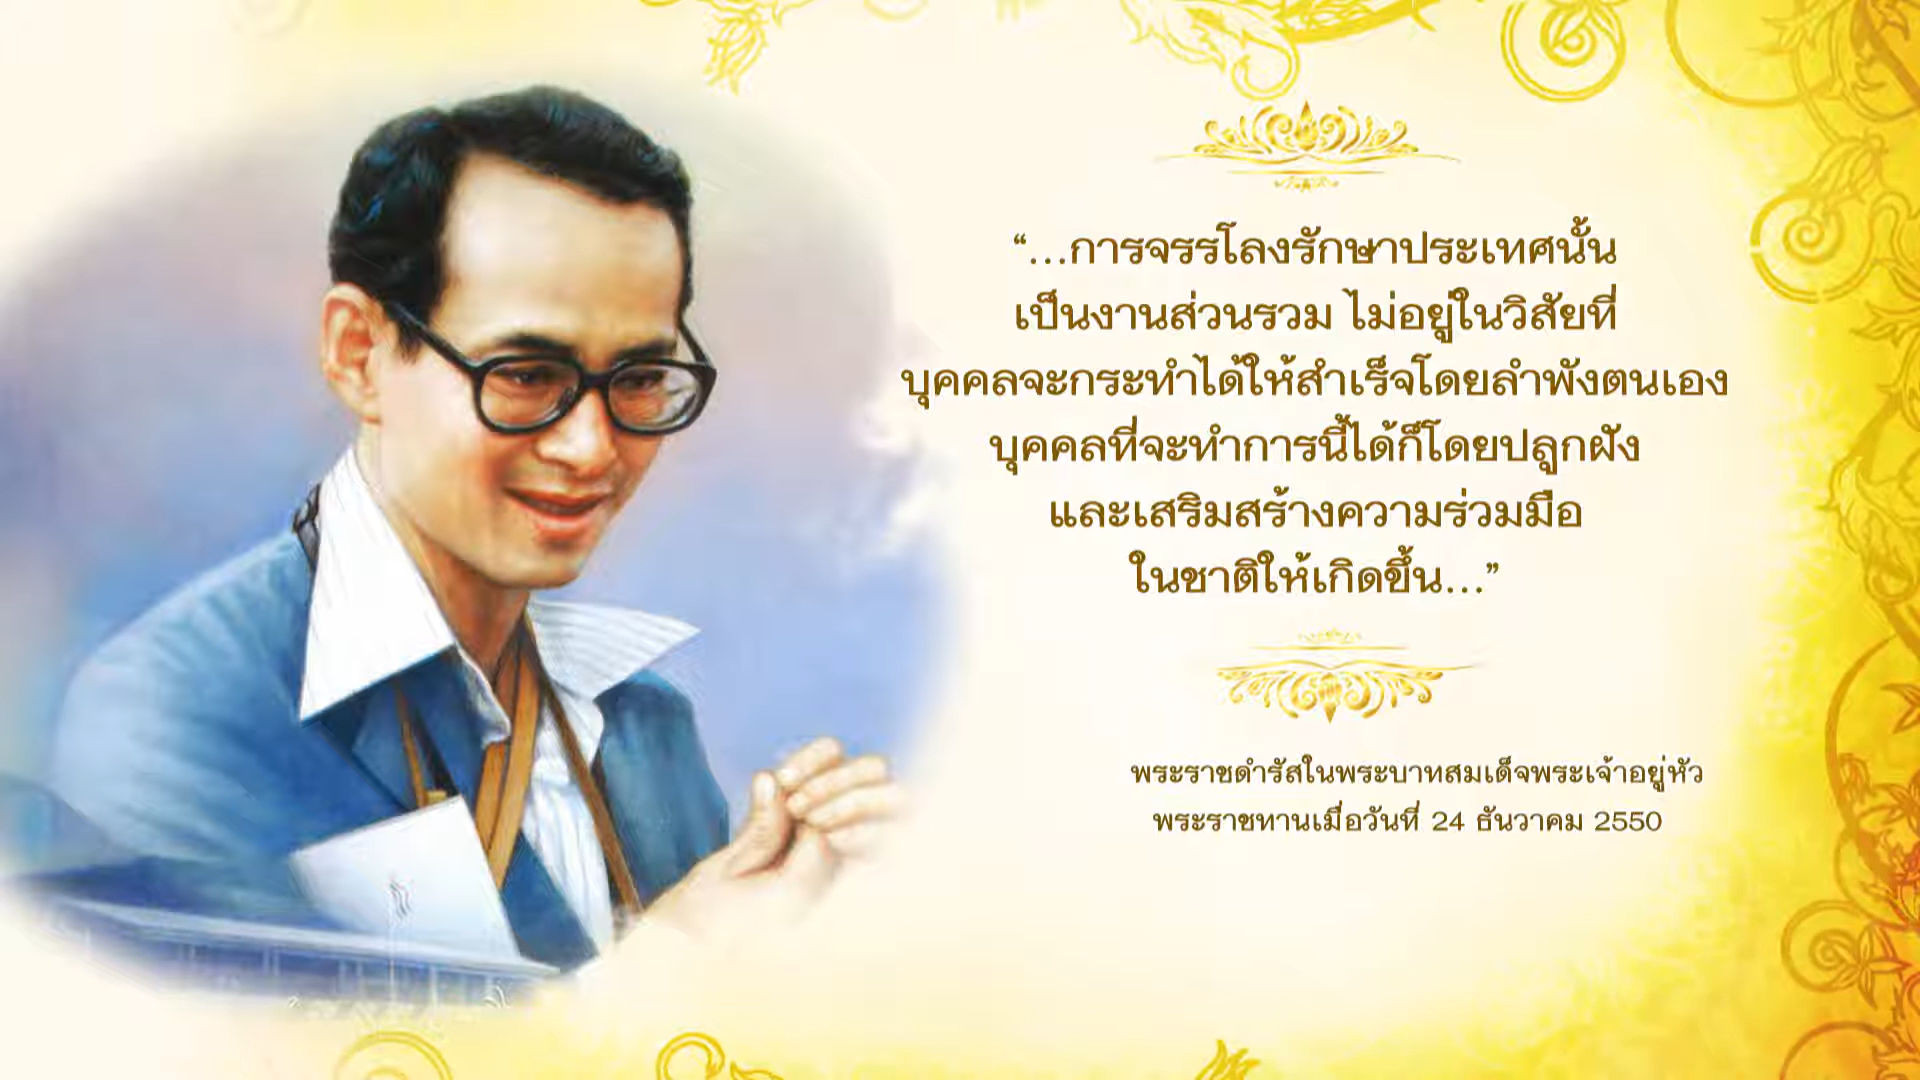 “...การจรรโลงรักษาประเทศนั้น
เป็นงานส่วนรวม ไม่อยู่ในวิสัยที่
บุคคลจะกระทำได้ให้สำเร็จโดยลำพังตนเอง
บุคคลที่จะทำการนี้ได้ก็โดยปลูกฝัง
และเสริมสร้างความร่วมมือ
ในชาติให้เกิดขึ้น...”
พระราชดำรัสในพระบาทสมเด็จพระเจ้าอยู่หัว
พระราชทานเมื่อวันที่ 24 ธันวาคม 2550